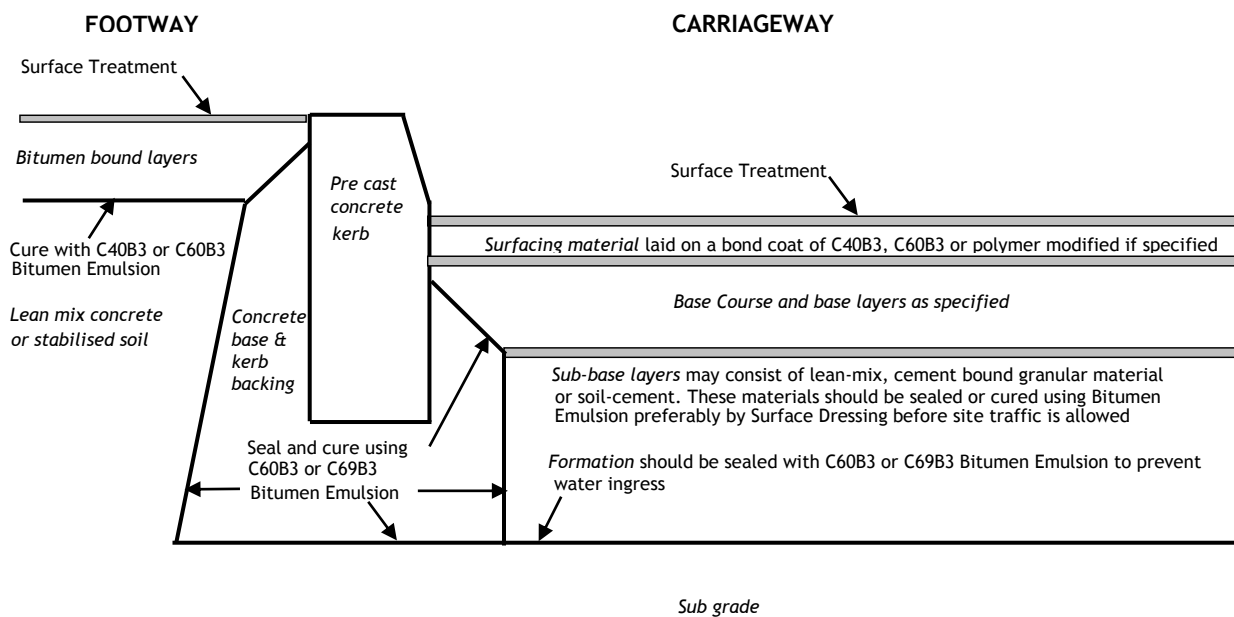 FOOTWAY
CARRIAGEWAY
Surface Treatment
Bitumen bound layers
Cure with C40B3 or C60B3
Bitumen Emulsion
Lean mix concrete
or stabilised soil
Pre cast
concrete
kerb
Concrete
base &
kerb
backing
Surface Treatment
Surfacing material laid on a bond coat of C40B3, C60B3 or polymer modified if specified
Base Course and base layers as specified
Sub-base layers may consist of lean-mix, cement bound granular material
or soil-cement. These materials should be sealed or cured using Bitumen
Emulsion preferably by Surface Dressing before site traffic is allowed
Seal and cure using
C60B3 or C69B3
Bitumen Emulsion
Formation should be sealed with C60B3 or C69B3 Bitumen Emulsion to prevent
water ingress
Sub grade